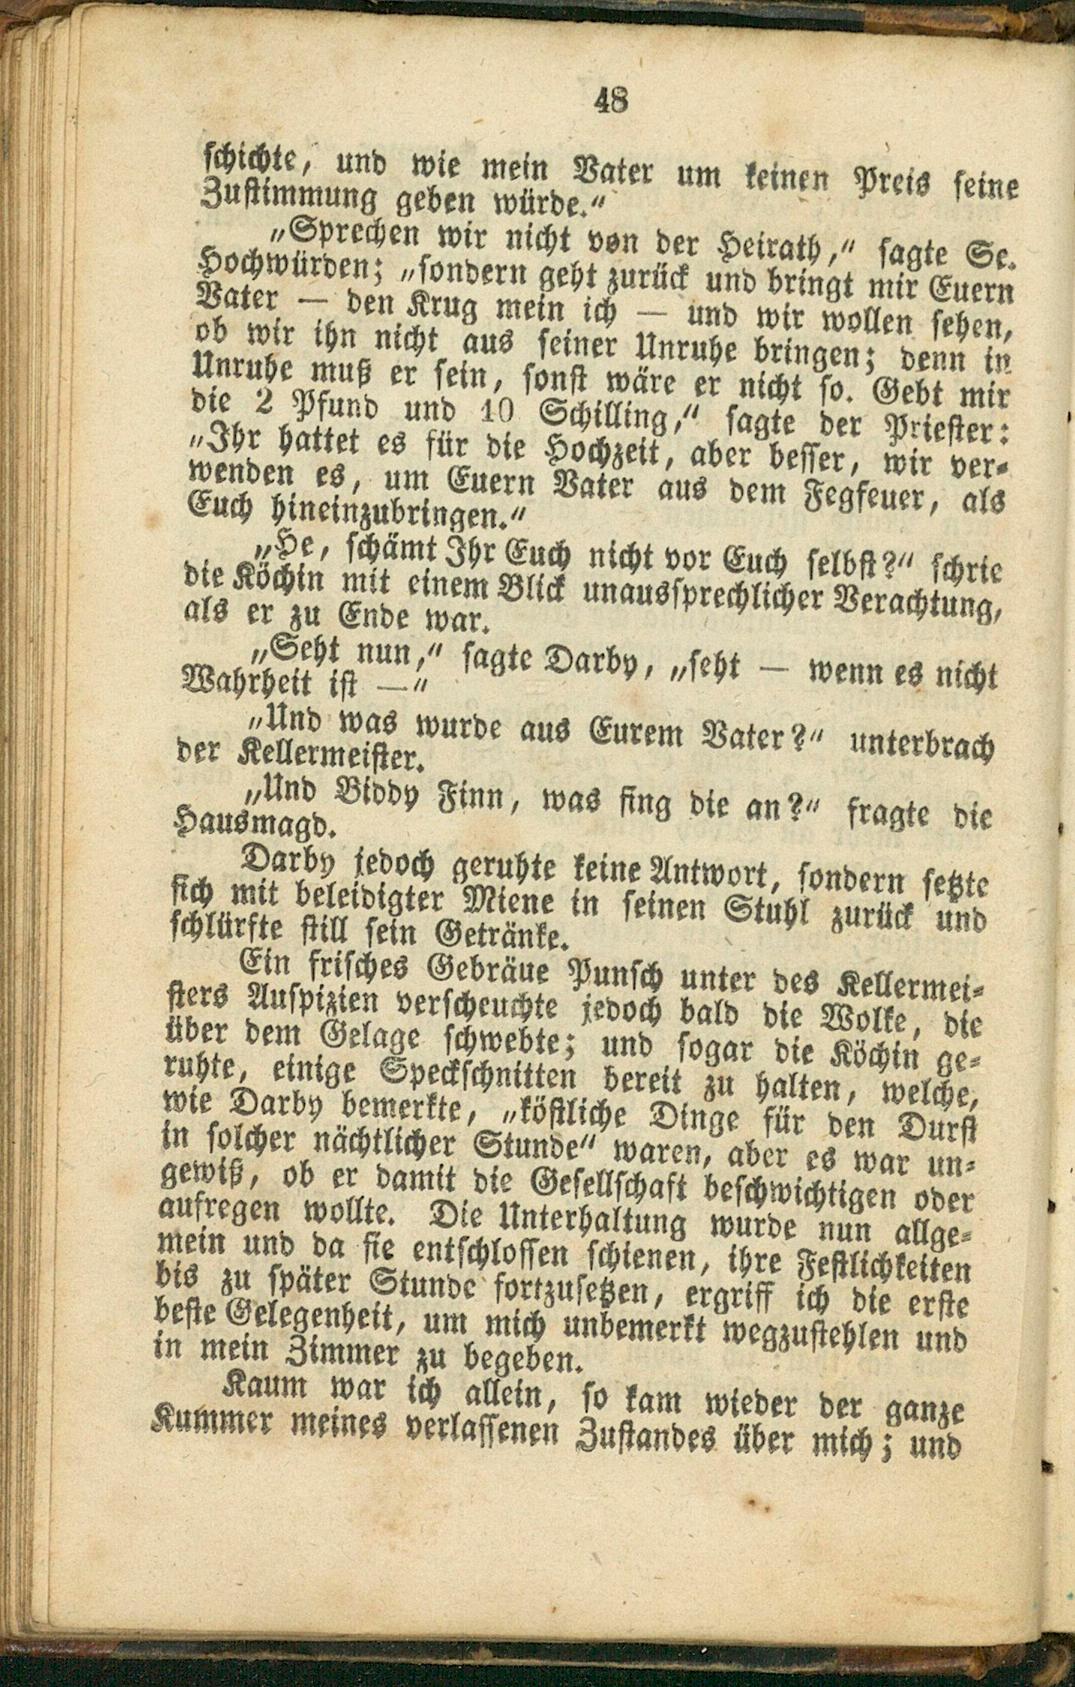 48
schichte, und wie mein Vater um keinen Preis seine
Zustimmung geben würde.“
„Sprechen wir nicht von der Heirath,“ sagte Se.
Hochwürden; „sondern geht zurück und bringt mir Euern
Vater — den Krug mein ich — und wir wollen sehen,
ob wir ihn nicht aus seiner Unruhe bringen; denn in
Unruhe muß er sein, sonst wäre er nicht so. Gebt mir
die 2 Pfund und 10 Schilling,“ sagte der Priester:
„Ihr hattet es für die Hochzeit, aber besser, wir ver-
wenden es, um Euern Vater aus dem Fegfeuer, als
Euch hineinzubringen.“
„He, schämt Ihr Euch nicht vor Euch selbst?“ schrie
die Köchin mit einem Blick unaussprechlicher Verachtung,
als er zu Ende war.
„Seht nun,“ sagte Darby, „seht — wenn es nicht
Wahrheit ist —“
„Und was wurde aus Eurem Vater?“ unterbrach
der Kellermeister.
„Und Biddy Finn, was fing die an?“ fragte die
Hausmagd.
Darby jedoch geruhte keine Antwort, sondern setzte
sich mit beleidigter Miene in seinen Stuhl zurück und
schlürfte still sein Getränke.
Ein frisches Gebräue Punsch unter des Kellermei-
sters Auspizien verscheuchte jedoch bald die Wolke, die
über dem Gelage schwebte; und sogar die Köchin ge-
ruhte, einige Speckschnitten bereit zu halten, welche,
wie Darby bemerkte, „köstliche Dinge für den Durst
in solcher nächtlicher Stunde“ waren, aber es war un-
gewiß, ob er damit die Gesellschaft beschwichtigen oder
aufregen wollte. Die Unterhaltung wurde nun allge-
mein und da sie entschlossen schienen, ihre Festlichkeiten
bis zu später Stunde fortzusetzen, ergriff ich die erste
beste Gelegenheit, um mich unbemerkt wegzustehlen und
in mein Zimmer zu begeben.
Kaum war ich allein, so kam wieder der ganze
Kummer meines verlassenen Zustandes über mich; und